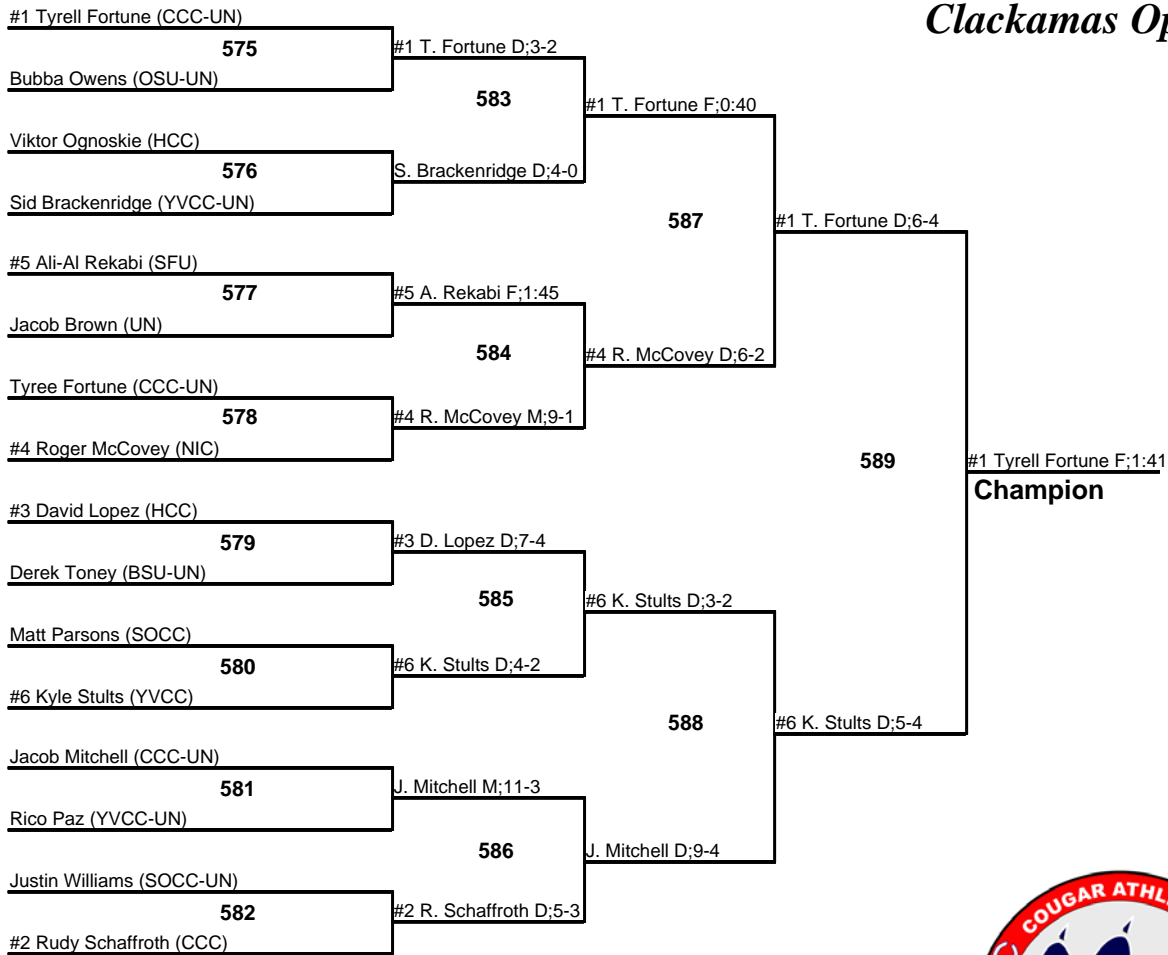 Clackamas Op
#1 Tyrell Fortune (CCC-UN)
575
#1 T. Fortune D;3-2
Bubba Owens (OSU-UN)
583
#1 T. Fortune F;0:40
Viktor Ognoskie (HCC)
576
S. Brackenridge D;4-0
Sid Brackenridge (YVCC-UN)
587
#1 T. Fortune D;6-4
#5 Ali-Al Rekabi (SFU)
577
#5 A. Rekabi F;1:45
Jacob Brown (UN)
584
#4 R. McCovey D;6-2
Tyree Fortune (CCC-UN)
578
#4 R. McCovey M;9-1
#4 Roger McCovey (NIC)
589
#1 Tyrell Fortune F;1:41
Champion
#3 David Lopez (HCC)
579
#3 D. Lopez D;7-4
Derek Toney (BSU-UN)
585
#6 K. Stults D;3-2
Matt Parsons (SOCC)
580
#6 K. Stults D;4-2
#6 Kyle Stults (YVCC)
588
#6 K. Stults D;5-4
Jacob Mitchell (CCC-UN)
581
J. Mitchell M;11-3
Rico Paz (YVCC-UN)
586
J. Mitchell D;9-4
Justin Williams (SOCC-UN)
582
#2 R. Schaffroth D;5-3
#2 Rudy Schaffroth (CCC)
COUGAR ATHL